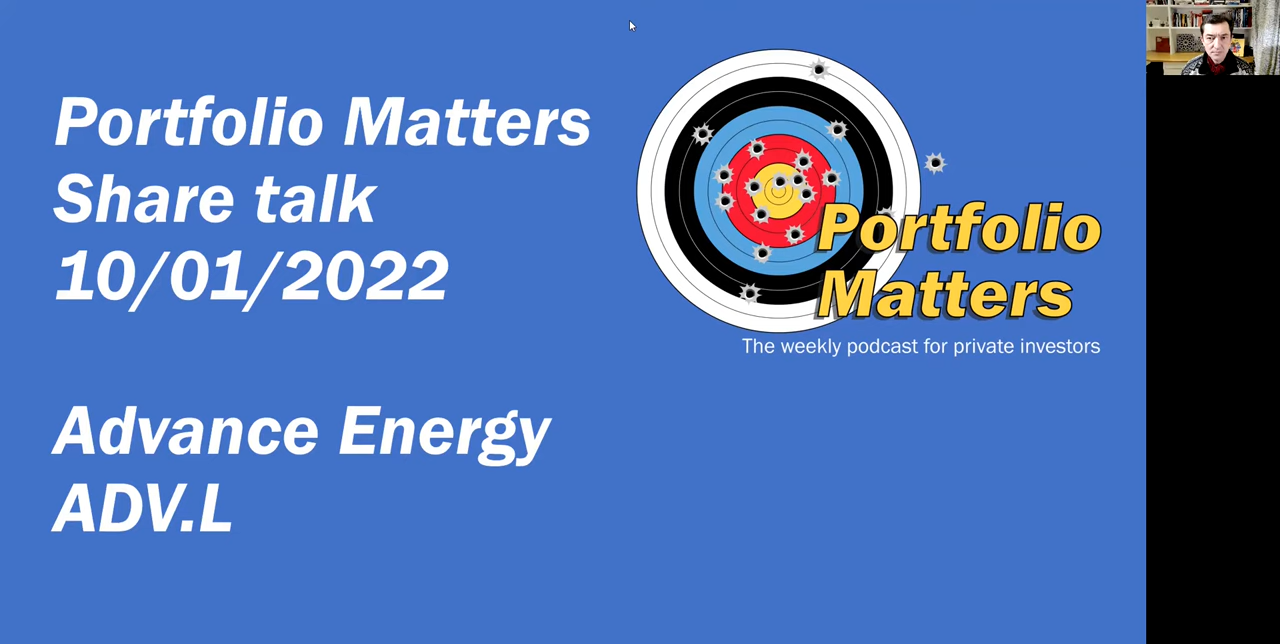 Portfolio Matters
Share talk
10/01/2022
Advance Energy
ADV.L
Portfolio
Matters
The weekly podcast for private investors